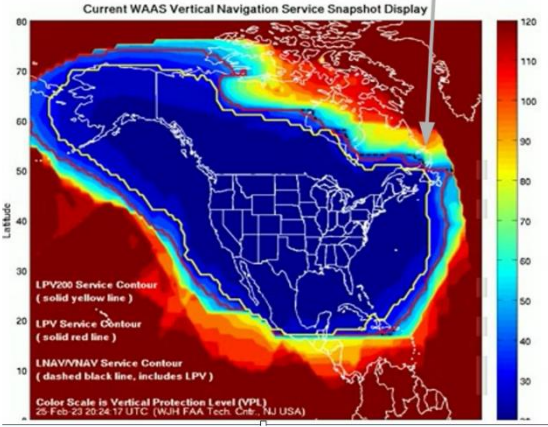 Current WAAS Vertical Navigation Service Snapshot Display
80
70
60
50
40
30
20
10
0
Latitude
LPV200 Service Contour
( solid yellow line )
LPV Service Contour
( solid red line )
LNAV/VNAV Service Contour
( dashed black line, includes LPV )
Color Scale is Vertical Protection Level (VPL)
25-Feb-23 20:24:17 UTC (WJH FAA Tech. Cntr., NJ USA)
120
100
90
80
70
60
50
40
30
20